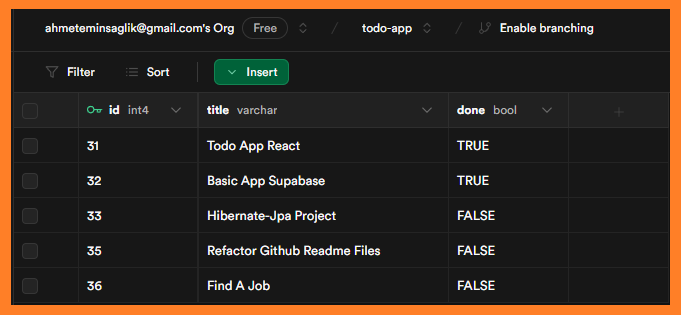 ahmeteminsaglik@gmail.com's Org Free / todo-app / Enable branching
Filter Sort Insert
id int4 title varchar done bool +
31 Todo App React TRUE
32 Basic App Supabase TRUE
33 Hibernate-Jpa Project FALSE
35 Refactor Github Readme Files FALSE
36 Find A Job FALSE